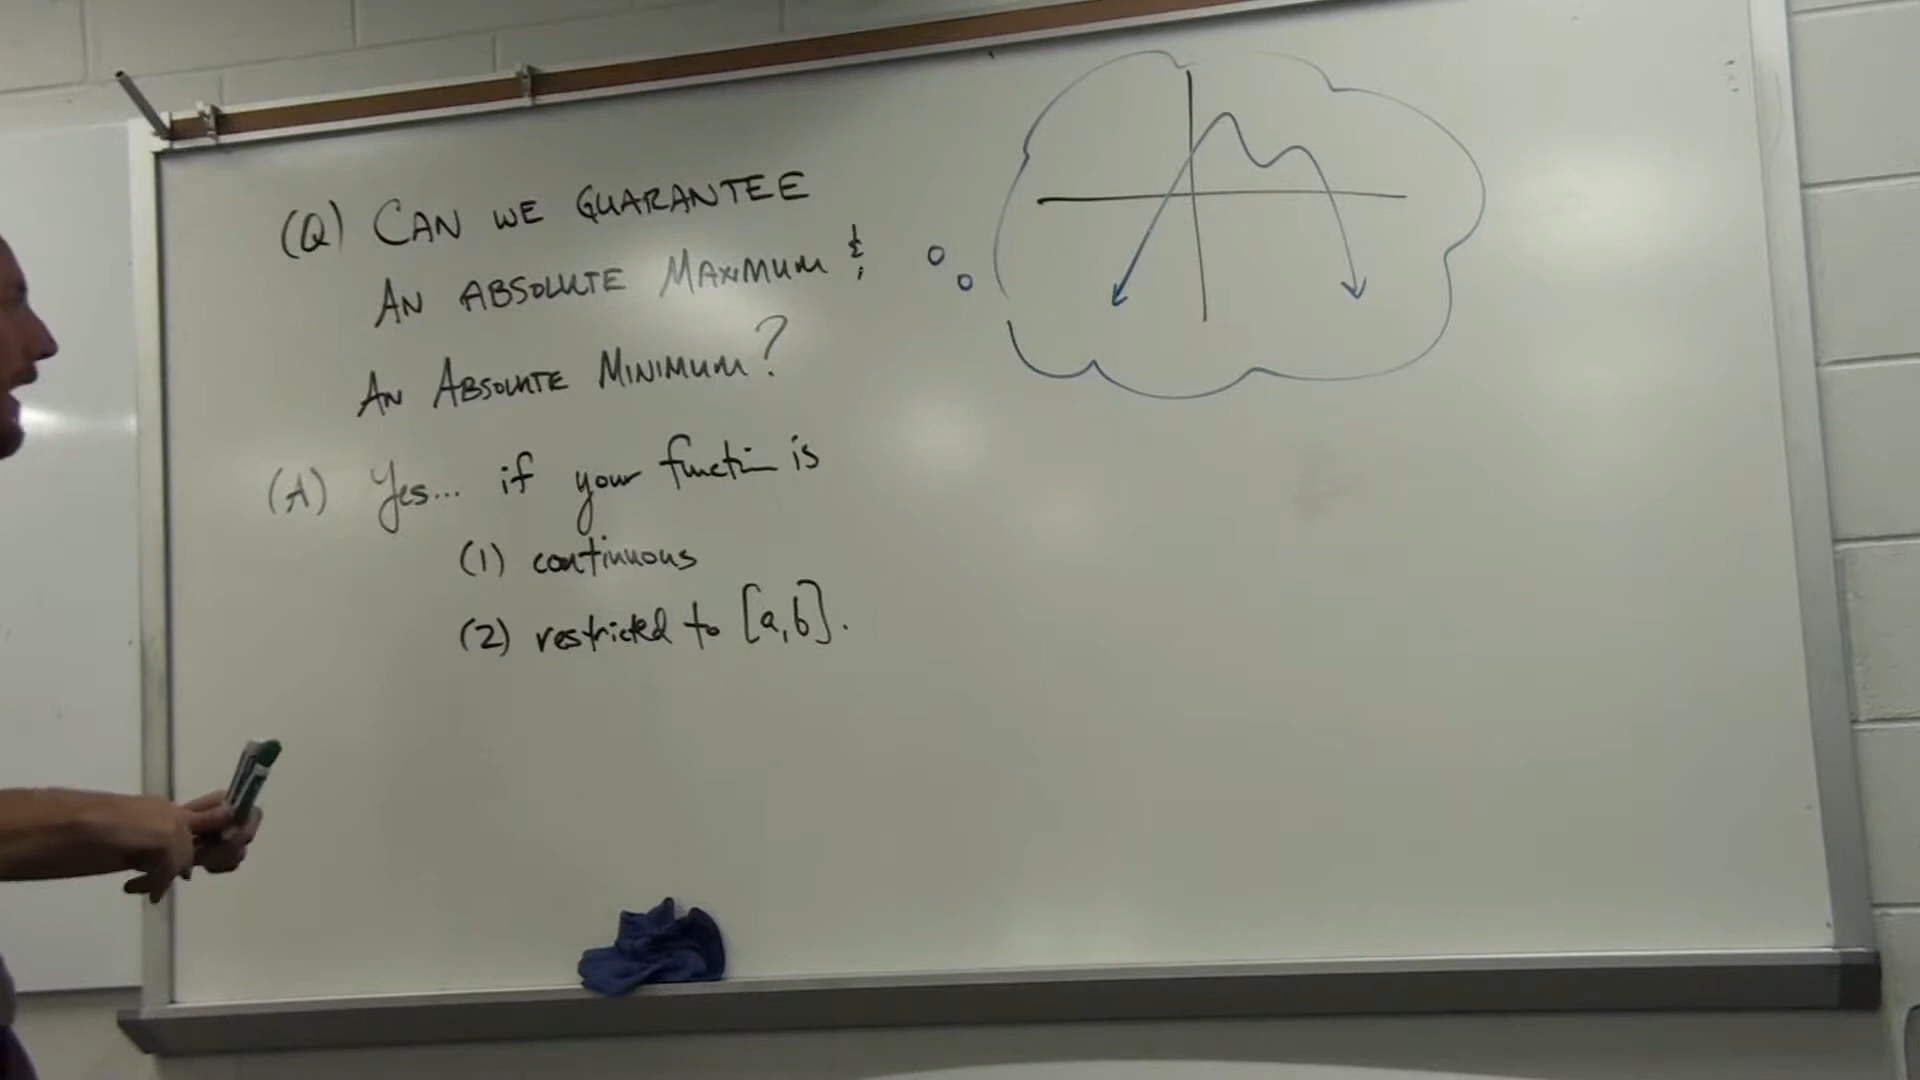 (Q) CAN WE GUARANTEE
AN ABSOLUTE MAXIMUM &
AN ABSOLUTE MINIMUM?
(A) Yes... if your function is
(1) continuous
(2) restricted to [a,b].